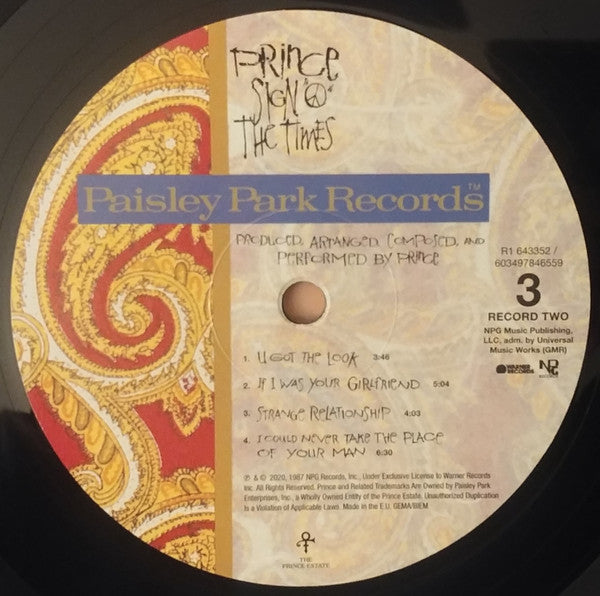 PRINCE
SIGN "☮"
THE TIMES
Paisley Park Records™
PRODUCED, ARRANGED, COMPOSED, AND
PERFORMED BY PRINCE
R1 643352 /
603497846559
3
RECORD TWO
NPG Music Publishing,
LLC, adm. by Universal
Music Works (GMR)
WARNER RECORDS
NPG RECORDS
1. U GOT THE LOOK 3:46
2. IF I WAS YOUR GIRLFRIEND 5:04
3. STRANGE RELATIONSHIP 4:03
4. I COULD NEVER TAKE THE PLACE
OF YOUR MAN 6:30
℗ & © 2020, 1987 NPG Records, Inc., Under Exclusive License to Warner Records
Inc. All Rights Reserved. Prince and Related Trademarks Are Owned by Paisley Park
Enterprises, Inc., a Wholly Owned Entity of the Prince Estate. Unauthorized Duplication
Is a Violation of Applicable Laws. Made in the E.U. GEMA/BIEM
THE
PRINCE ESTATE